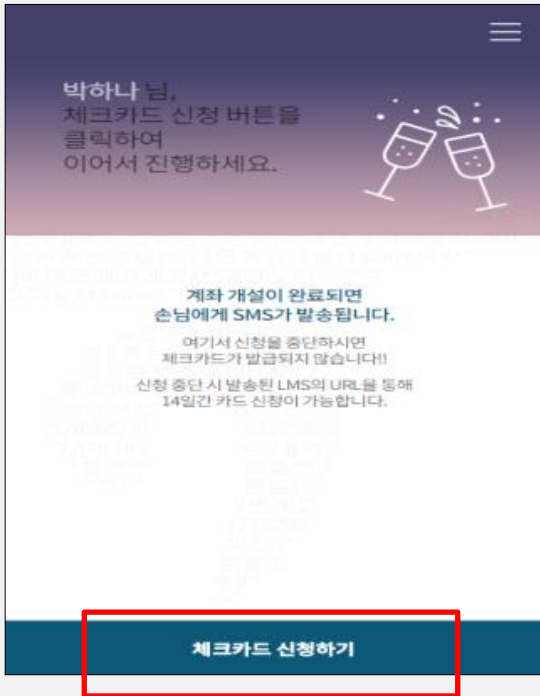 박하나 님,
체크카드 신청 버튼을
클릭하여
이어서 진행하세요.
계좌 개설이 완료되면
손님에게 SMS가 발송됩니다.
여기서 신청을 중단하시면
체크카드가 발급되지 않습니다!!
신청 중단 시 발송된 LMS의 URL을 통해
14일간 카드 신청이 가능합니다.
체크카드 신청하기